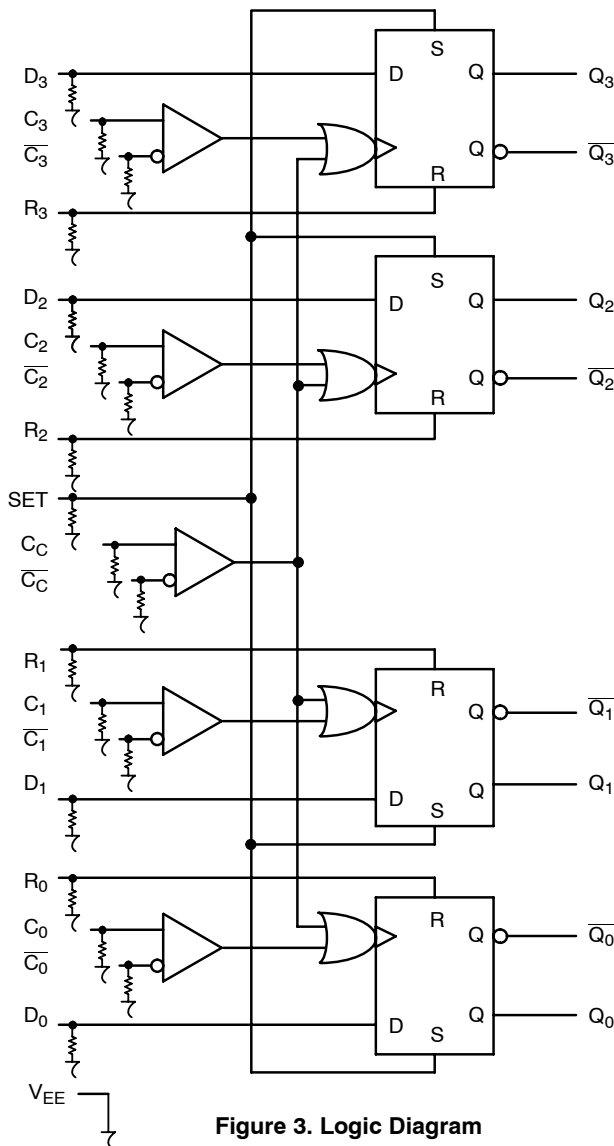 S
D₃ D Q Q₃
C₃
C̅₃̅ Q Q̅₃̅
R
R₃
S
D₂ D Q Q₂
C₂
C̅₂̅ Q Q̅₂̅
R
R₂
SET
C_C
C̅_C̅
R₁ R
C₁ Q Q̅₁̅
C̅₁̅
D₁ D Q Q₁
S
R₀ R
C₀ Q Q̅₀̅
C̅₀̅
D₀ D Q Q₀
S
V_EE
Figure 3. Logic Diagram